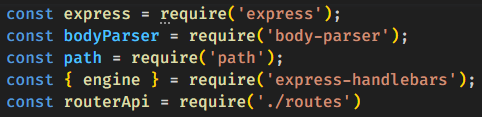 const express = require('express');
const bodyParser = require('body-parser');
const path = require('path');
const { engine } = require('express-handlebars');
const routerApi = require('./routes')